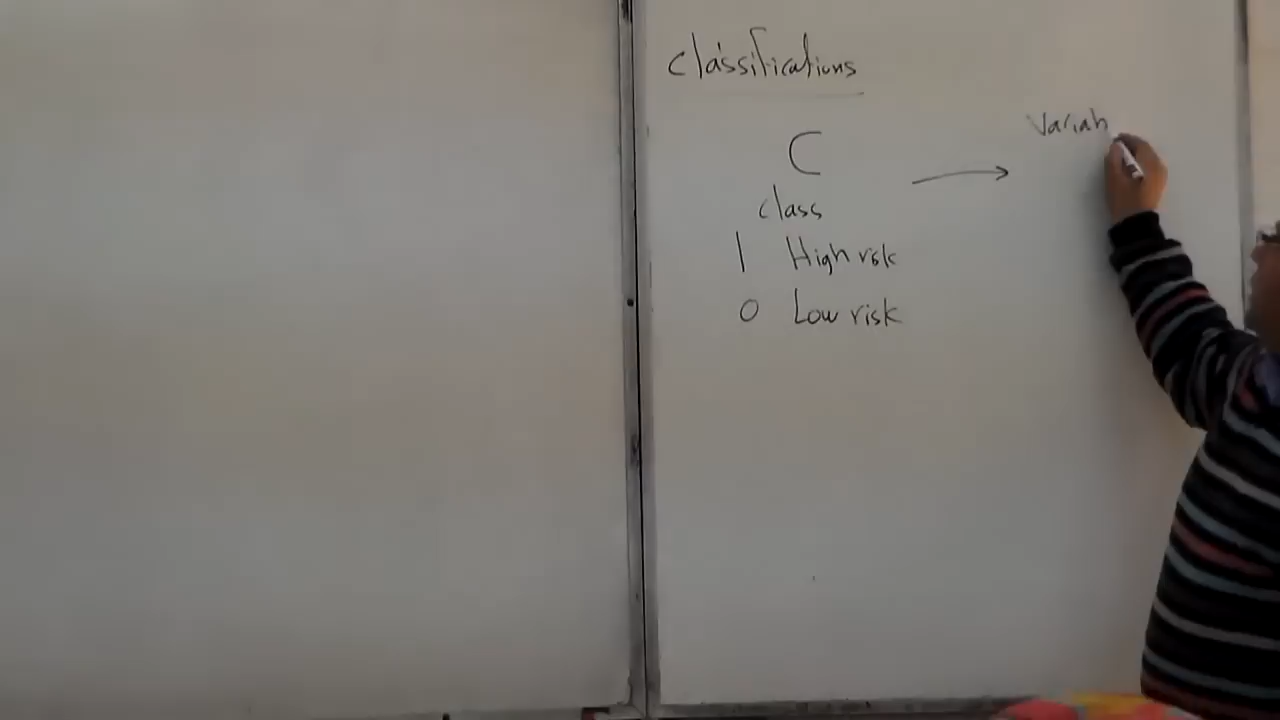 classifications
C
Variab
class
1 High risk
0 Low risk